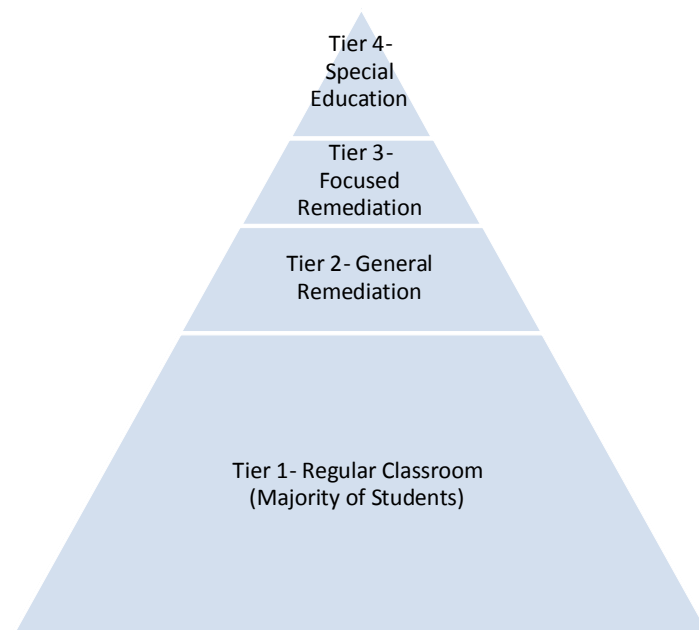 Tier 4-
Special
Education
Tier 3-
Focused
Remediation
Tier 2- General
Remediation
Tier 1- Regular Classroom
(Majority of Students)